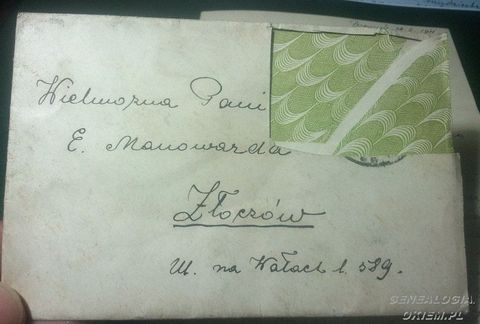 Wielmożna Pani
E. Manowarda
Złoczów
Ul. na Wałach l. 589.
GENEALOGIA.
OKIEM.PL